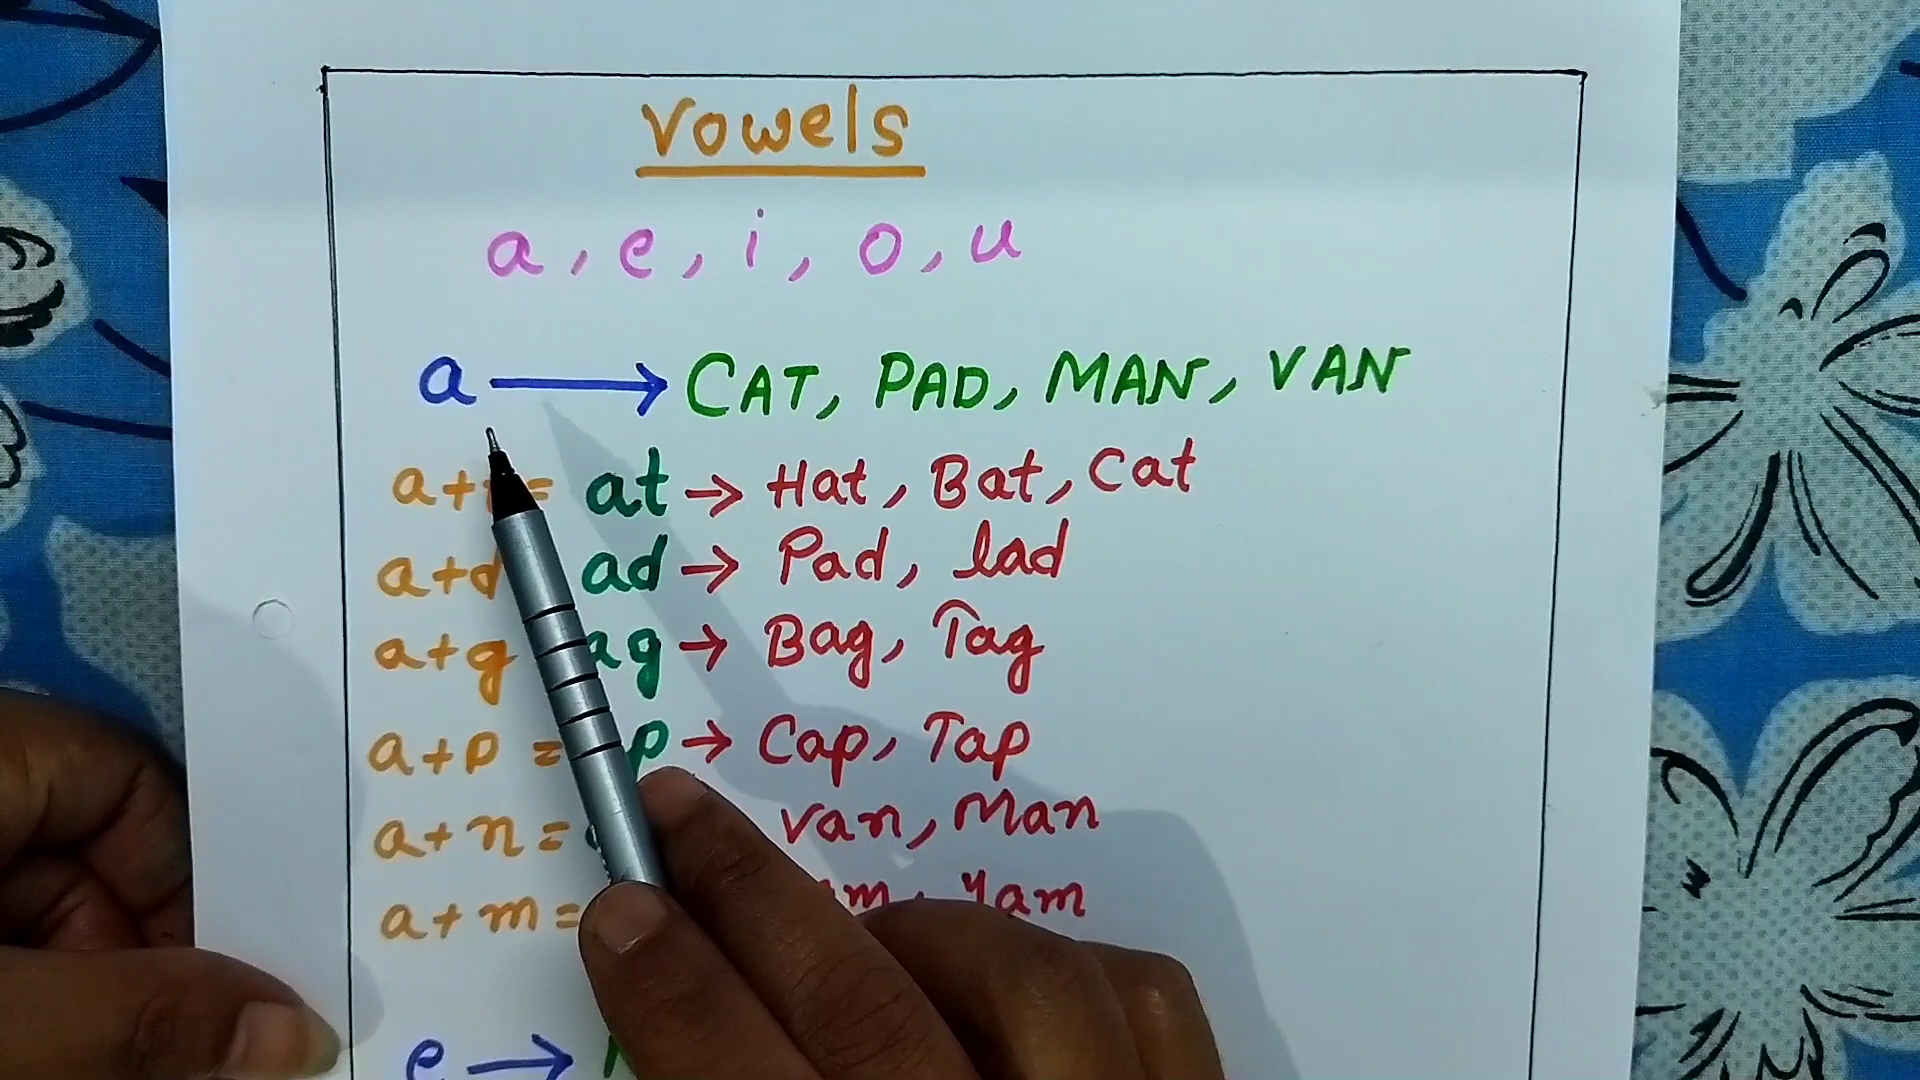 Vowels
a, e, i, o, u
a → CAT, PAD, MAN, VAN
a+ = at → Hat, Bat, Cat
a+d ad → Pad, lad
a+g ag → Bag, Tag
a+p = p → Cap, Tap
a+n = Van, Man
a+m = am, Yam
e →